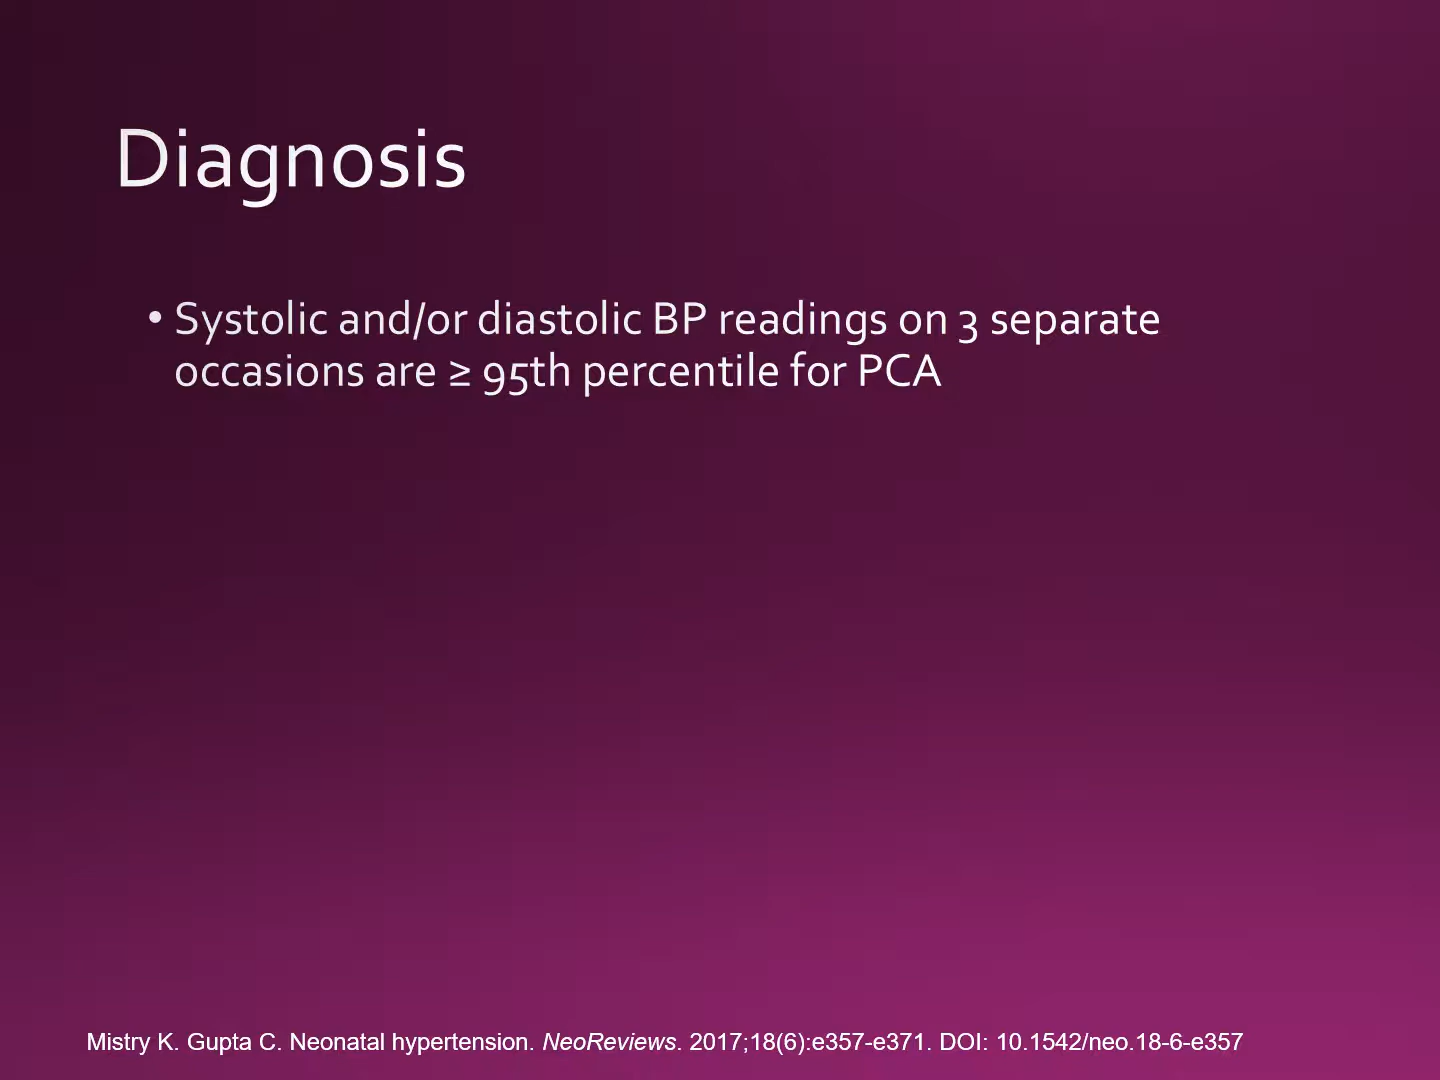 Diagnosis
• Systolic and/or diastolic BP readings on 3 separate
occasions are ≥ 95th percentile for PCA
Mistry K. Gupta C. Neonatal hypertension. NeoReviews. 2017;18(6):e357-e371. DOI: 10.1542/neo.18-6-e357